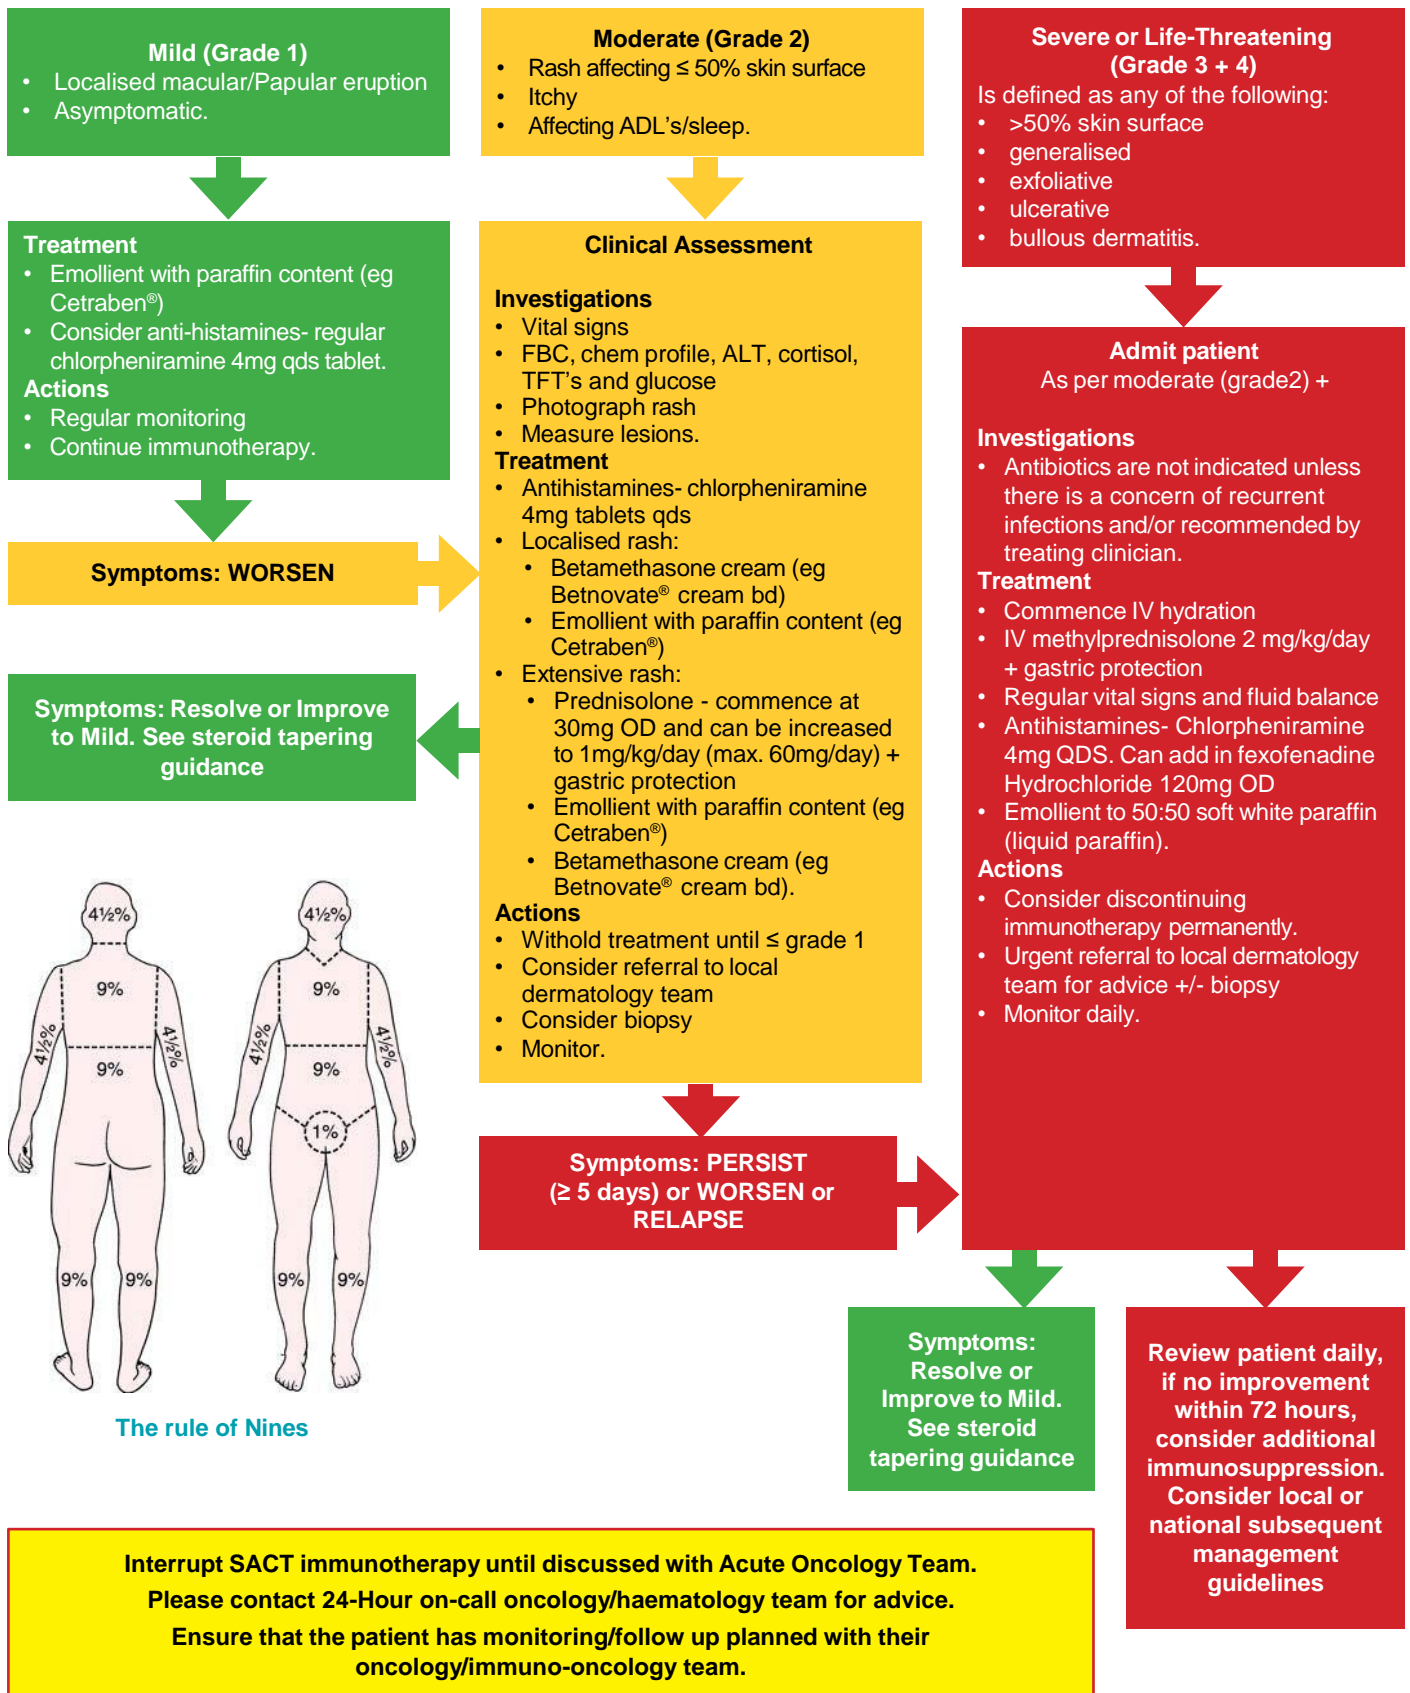 Mild (Grade 1)
• Localised macular/Papular eruption
• Asymptomatic.
Treatment
• Emollient with paraffin content (eg
Cetraben®)
• Consider anti-histamines- regular
chlorpheniramine 4mg qds tablet.
Actions
• Regular monitoring
• Continue immunotherapy.
Symptoms: WORSEN
Moderate (Grade 2)
• Rash affecting ≤ 50% skin surface
• Itchy
• Affecting ADL's/sleep.
Clinical Assessment
Investigations
• Vital signs
• FBC, chem profile, ALT, cortisol,
TFT's and glucose
• Photograph rash
• Measure lesions.
Treatment
• Antihistamines- chlorpheniramine
4mg tablets qds
• Localised rash:
• Betamethasone cream (eg
Betnovate® cream bd)
• Emollient with paraffin content (eg
Cetraben®)
• Extensive rash:
• Prednisolone - commence at
30mg OD and can be increased
to 1mg/kg/day (max. 60mg/day) +
gastric protection
• Emollient with paraffin content (eg
Cetraben®)
• Betamethasone cream (eg
Betnovate® cream bd).
Actions
• Withold treatment until ≤ grade 1
• Consider referral to local
dermatology team
• Consider biopsy
• Monitor.
Symptoms: Resolve or Improve
to Mild. See steroid tapering
guidance
Symptoms: PERSIST
(≥ 5 days) or WORSEN or
RELAPSE
Severe or Life-Threatening
(Grade 3 + 4)
Is defined as any of the following:
• >50% skin surface
• generalised
• exfoliative
• ulcerative
• bullous dermatitis.
Admit patient
As per moderate (grade2) +
Investigations
• Antibiotics are not indicated unless
there is a concern of recurrent
infections and/or recommended by
treating clinician.
Treatment
• Commence IV hydration
• IV methylprednisolone 2 mg/kg/day
+ gastric protection
• Regular vital signs and fluid balance
• Antihistamines- Chlorpheniramine
4mg QDS. Can add in fexofenadine
Hydrochloride 120mg OD
• Emollient to 50:50 soft white paraffin
(liquid paraffin).
Actions
• Consider discontinuing
immunotherapy permanently.
• Urgent referral to local dermatology
team for advice +/- biopsy
• Monitor daily.
Symptoms:
Resolve or
Improve to Mild.
See steroid
tapering guidance
Review patient daily,
if no improvement
within 72 hours,
consider additional
immunosuppression.
Consider local or
national subsequent
management
guidelines
4½%
9%
4½%
4½%
9%
9%
9%
4½%
9%
4½%
4½%
9%
1%
9%
9%
The rule of Nines
Interrupt SACT immunotherapy until discussed with Acute Oncology Team.
Please contact 24-Hour on-call oncology/haematology team for advice.
Ensure that the patient has monitoring/follow up planned with their
oncology/immuno-oncology team.